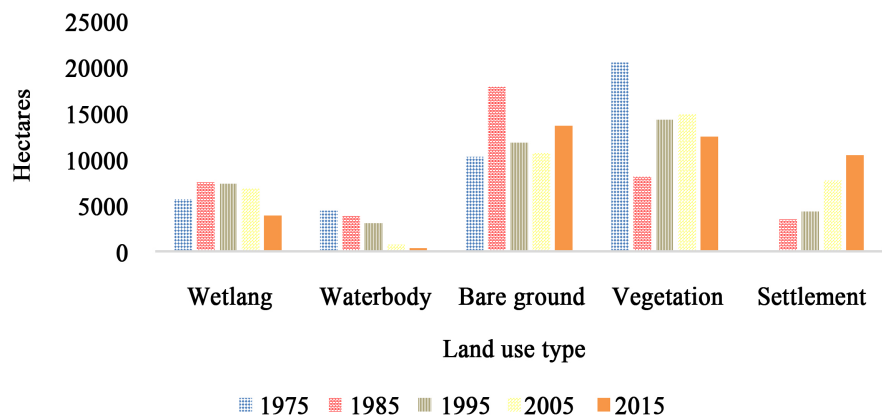 25000
20000
15000
10000
5000
0
Hectares
Wetlang Waterbody Bare ground Vegetation Settlement
Land use type
1975 1985 1995 2005 2015